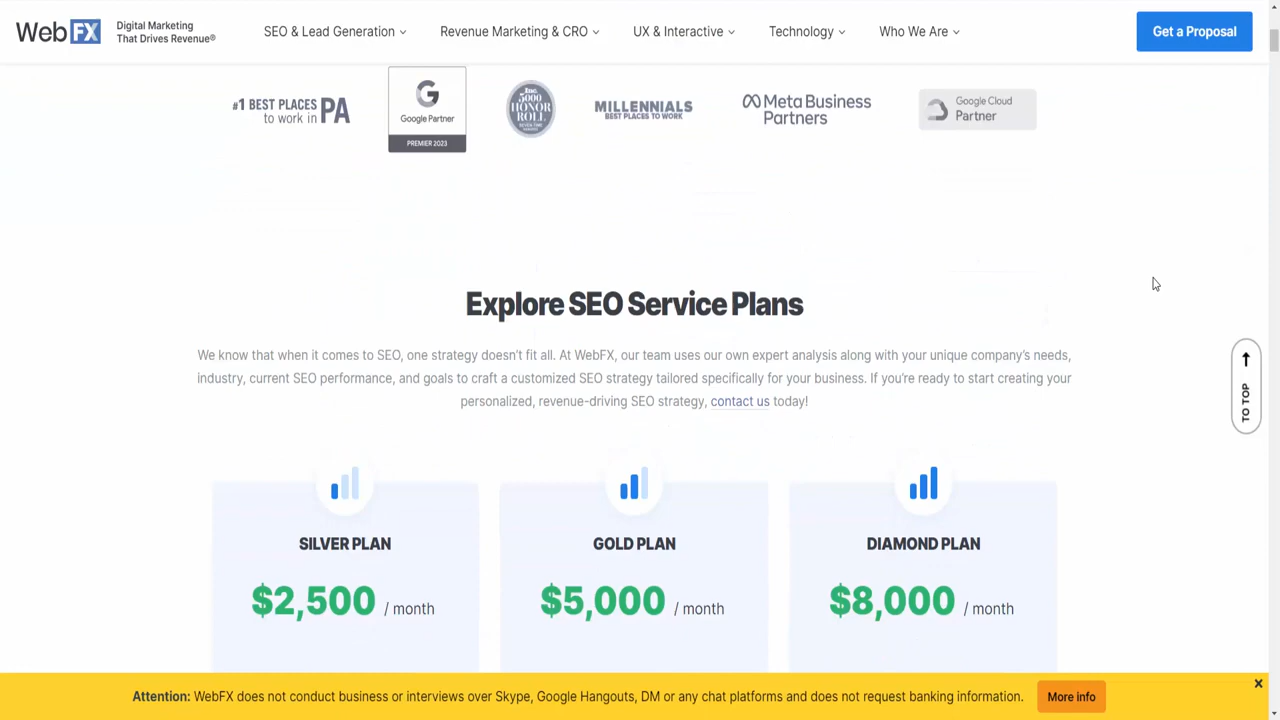 WebFX
Digital Marketing
That Drives Revenue®
SEO & Lead Generation
Revenue Marketing & CRO
UX & Interactive
Technology
Who We Are
Get a Proposal
#1 BEST PLACES
to work in PA
G
Google Partner
PREMIER 2023
Inc.
5000
HONOR
ROLL
MILLENNIALS
BEST PLACES TO WORK
Meta Business
Partners
Google Cloud
Partner
Explore SEO Service Plans
We know that when it comes to SEO, one strategy doesn't fit all. At WebFX, our team uses our own expert analysis along with your unique company's needs,
industry, current SEO performance, and goals to craft a customized SEO strategy tailored specifically for your business. If you're ready to start creating your
personalized, revenue-driving SEO strategy, contact us today!
TO TOP
SILVER PLAN
$2,500 / month
GOLD PLAN
$5,000 / month
DIAMOND PLAN
$8,000 / month
Attention: WebFX does not conduct business or interviews over Skype, Google Hangouts, DM or any chat platforms and does not request banking information.
More info